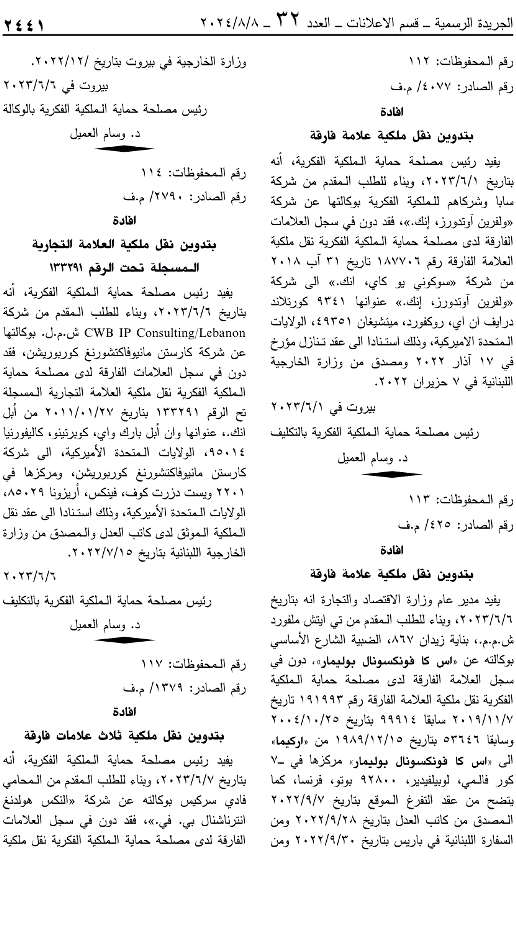 الجريدة الرسمية ـ قسم الاعلانات ـ العدد ٣٢ ـ ٢٠٢٤/٨/٨
٢٤٤١
رقم المحفوظات: ١١٢
رقم الصادر: ٤٠٧٧/ م.ف
افادة
بتدوين نقل ملكية علامة فارقة
يفيد رئيس مصلحة حماية الملكية الفكرية، أنه
بتاريخ ٢٠٢٣/٦/١، وبناء للطلب المقدم من شركة
سابا وشركاهم للملكية الفكرية بوكالتها عن شركة
«ولفرين آوتدورز، إنك.»، فقد دون في سجل العلامات
الفارقة لدى مصلحة حماية الملكية الفكرية نقل ملكية
العلامة الفارقة رقم ١٨٧٧٠٦ تاريخ ٣١ آب ٢٠١٨
من شركة «سوكوني يو كاي، انك.» الى شركة
«ولفرين آوتدورز، إنك.» عنوانها ٩٣٤١ كورتلاند
درايف ان اي، روكفورد، ميتشيغان ٤٩٣٥١، الولايات
المتحدة الاميركية، وذلك استنادا الى عقد تنازل مؤرخ
في ١٧ آذار ٢٠٢٢ ومصدق من وزارة الخارجية
اللبنانية في ٧ حزيران ٢٠٢٢.
بيروت في ٢٠٢٣/٦/١
رئيس مصلحة حماية الملكية الفكرية بالتكليف
د. وسام العميل
رقم المحفوظات: ١١٣
رقم الصادر: ٤٢٥/ م.ف
افادة
بتدوين نقل ملكية علامة فارقة
يفيد مدير عام وزارة الاقتصاد والتجارة انه بتاريخ
٢٠٢٣/٦/٦، وبناء للطلب المقدم من تي ايتش ملفورد
ش.م.م.، بناية زيدان ٨٦٧، الضبية الشارع الأساسي
بوكالته عن «اس كا فونكسونال بوليمار»، دون في
سجل العلامة الفارقة لدى مصلحة حماية الملكية
الفكرية نقل ملكية العلامة الفارقة رقم ١٩١٩٩٣ تاريخ
٢٠١٩/١١/٧ سابقا ٩٩٩١٤ بتاريخ ٢٠٠٤/١٠/٢٥
وسابقا ٥٣٦٤٦ بتاريخ ١٩٨٩/١٢/١٥ من «اركيما»
الى «اس كا فونكسونال بوليمار» مركزها في ـ٧
كور فالمي، لوبيلفيدير، ٩٢٨٠٠ بوتو، فرنسا، كما
يتضح من عقد التفرغ الموقع بتاريخ ٢٠٢٢/٩/٧
المصدق من كاتب العدل بتاريخ ٢٠٢٢/٩/٢٨ ومن
السفارة اللبنانية في باريس بتاريخ ٢٠٢٢/٩/٣٠ ومن
وزارة الخارجية في بيروت بتاريخ /٢٠٢٢/١٢.
بيروت في ٢٠٢٣/٦/٦
رئيس مصلحة حماية الملكية الفكرية بالوكالة
د. وسام العميل
رقم المحفوظات: ١١٤
رقم الصادر: ٢٧٩٠/ م.ف
افادة
بتدوين نقل ملكية العلامة التجارية
المسجلة تحت الرقم ١٣٣٢٩١
يفيد رئيس مصلحة حماية الملكية الفكرية، أنه
بتاريخ ٢٠٢٣/٦/٦، وبناء للطلب المقدم من شركة
CWB IP Consulting/Lebanon ش.م.ل. بوكالتها
عن شركة كارستن مانيوفاكتشورنغ كوربوريشن، فقد
دون في سجل العلامات الفارقة لدى مصلحة حماية
الملكية الفكرية نقل ملكية العلامة التجارية المسجلة
تح الرقم ١٣٣٢٩١ بتاريخ ٢٠١١/٠١/٢٧ من أبل
انك.، عنوانها وان أبل بارك واي، كوبرتينو، كاليفورنيا
٩٥٠١٤، الولايات المتحدة الأميركية، الى شركة
كارستن مانيوفاكتشورنغ كوربوريشن، ومركزها في
٢٢٠١ ويست دزرت كوف، فينكس، أريزونا ٨٥٠٢٩،
الولايات المتحدة الأميركية، وذلك استنادا الى عقد نقل
الملكية الموثق لدى كاتب العدل والمصدق من وزارة
الخارجية اللبنانية بتاريخ ٢٠٢٢/٧/١٥.
٢٠٢٣/٦/٦
رئيس مصلحة حماية الملكية الفكرية بالتكليف
د. وسام العميل
رقم المحفوظات: ١١٧
رقم الصادر: ١٣٧٩/ م.ف
افادة
بتدوين نقل ملكية ثلاث علامات فارقة
يفيد رئيس مصلحة حماية الملكية الفكرية، أنه
بتاريخ ٢٠٢٣/٦/٧، وبناء للطلب المقدم من المحامي
فادي سركيس بوكالته عن شركة «النكس هولدنغ
انترناشنال بي. في.»، فقد دون في سجل العلامات
الفارقة لدى مصلحة حماية الملكية الفكرية نقل ملكية